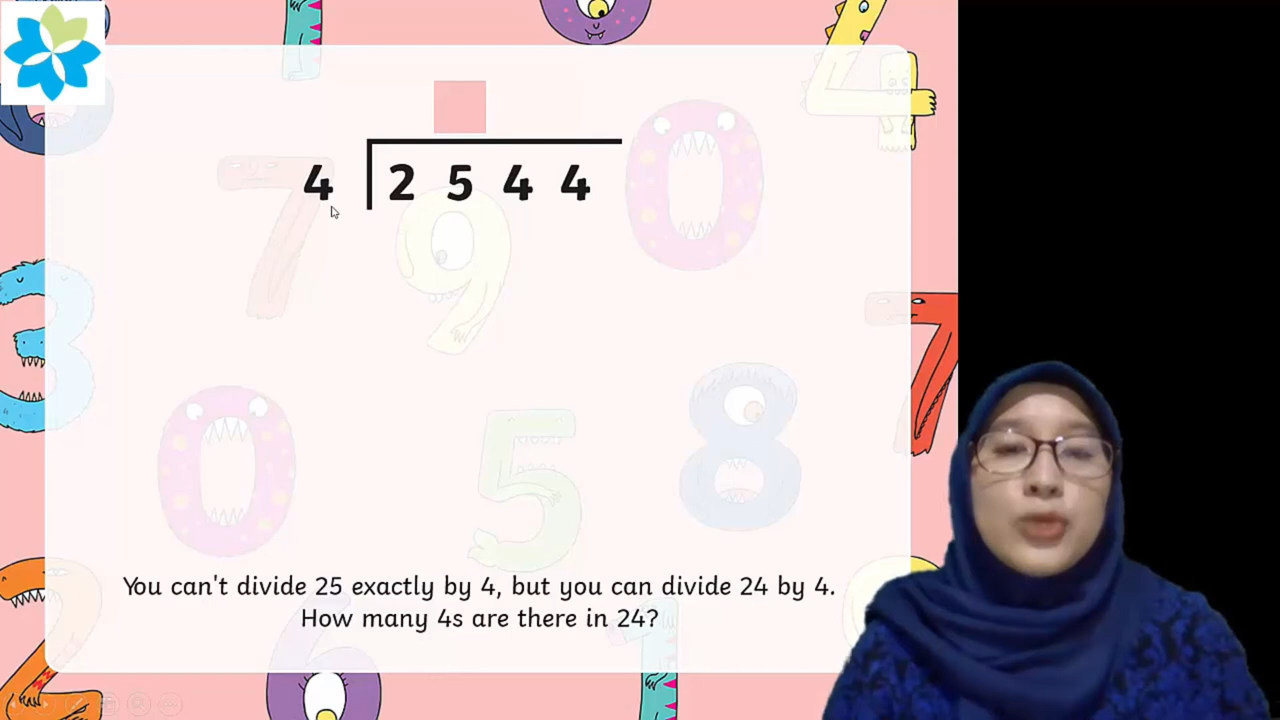 4 2 5 4 4
You can't divide 25 exactly by 4, but you can divide 24 by 4.
How many 4s are there in 24?